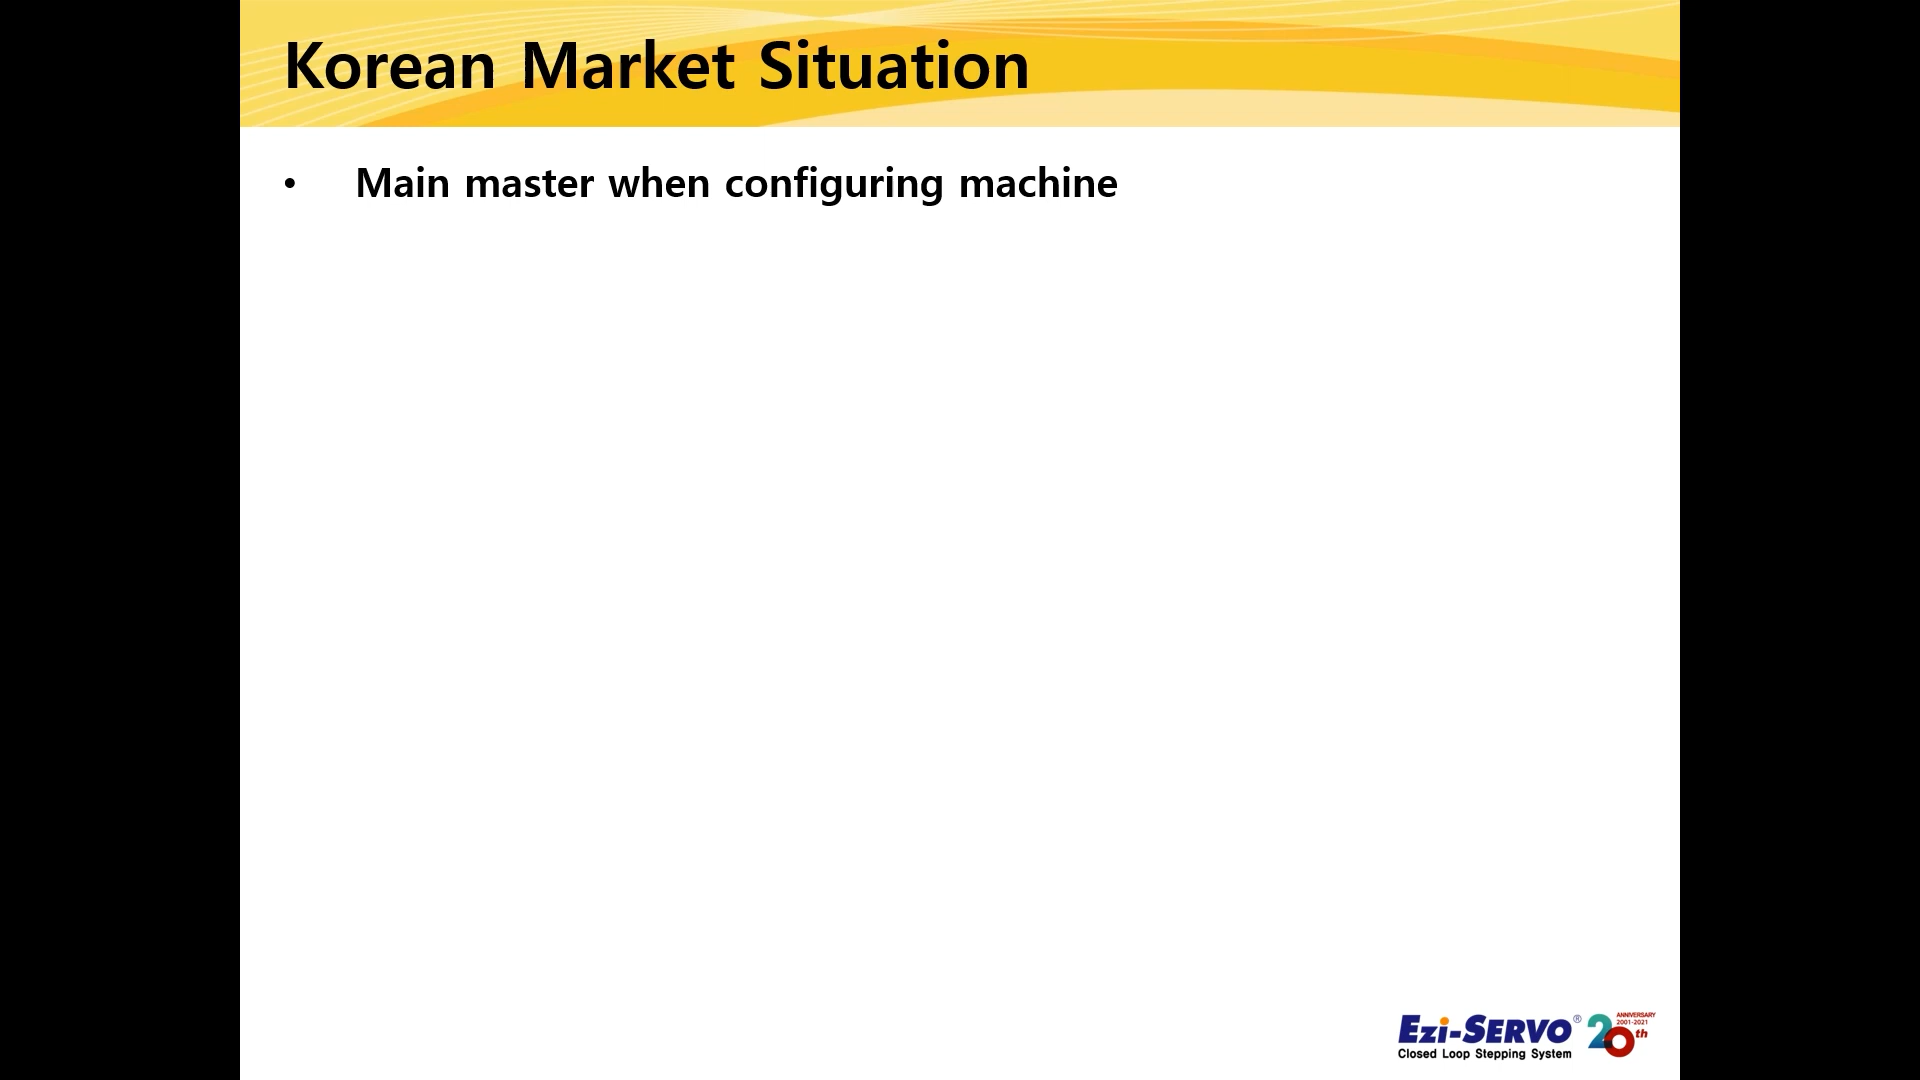 Korean Market Situation
• Main master when configuring machine
Ezi-SERVO® 20th
ANNIVERSARY
2001-2021
Closed Loop Stepping System